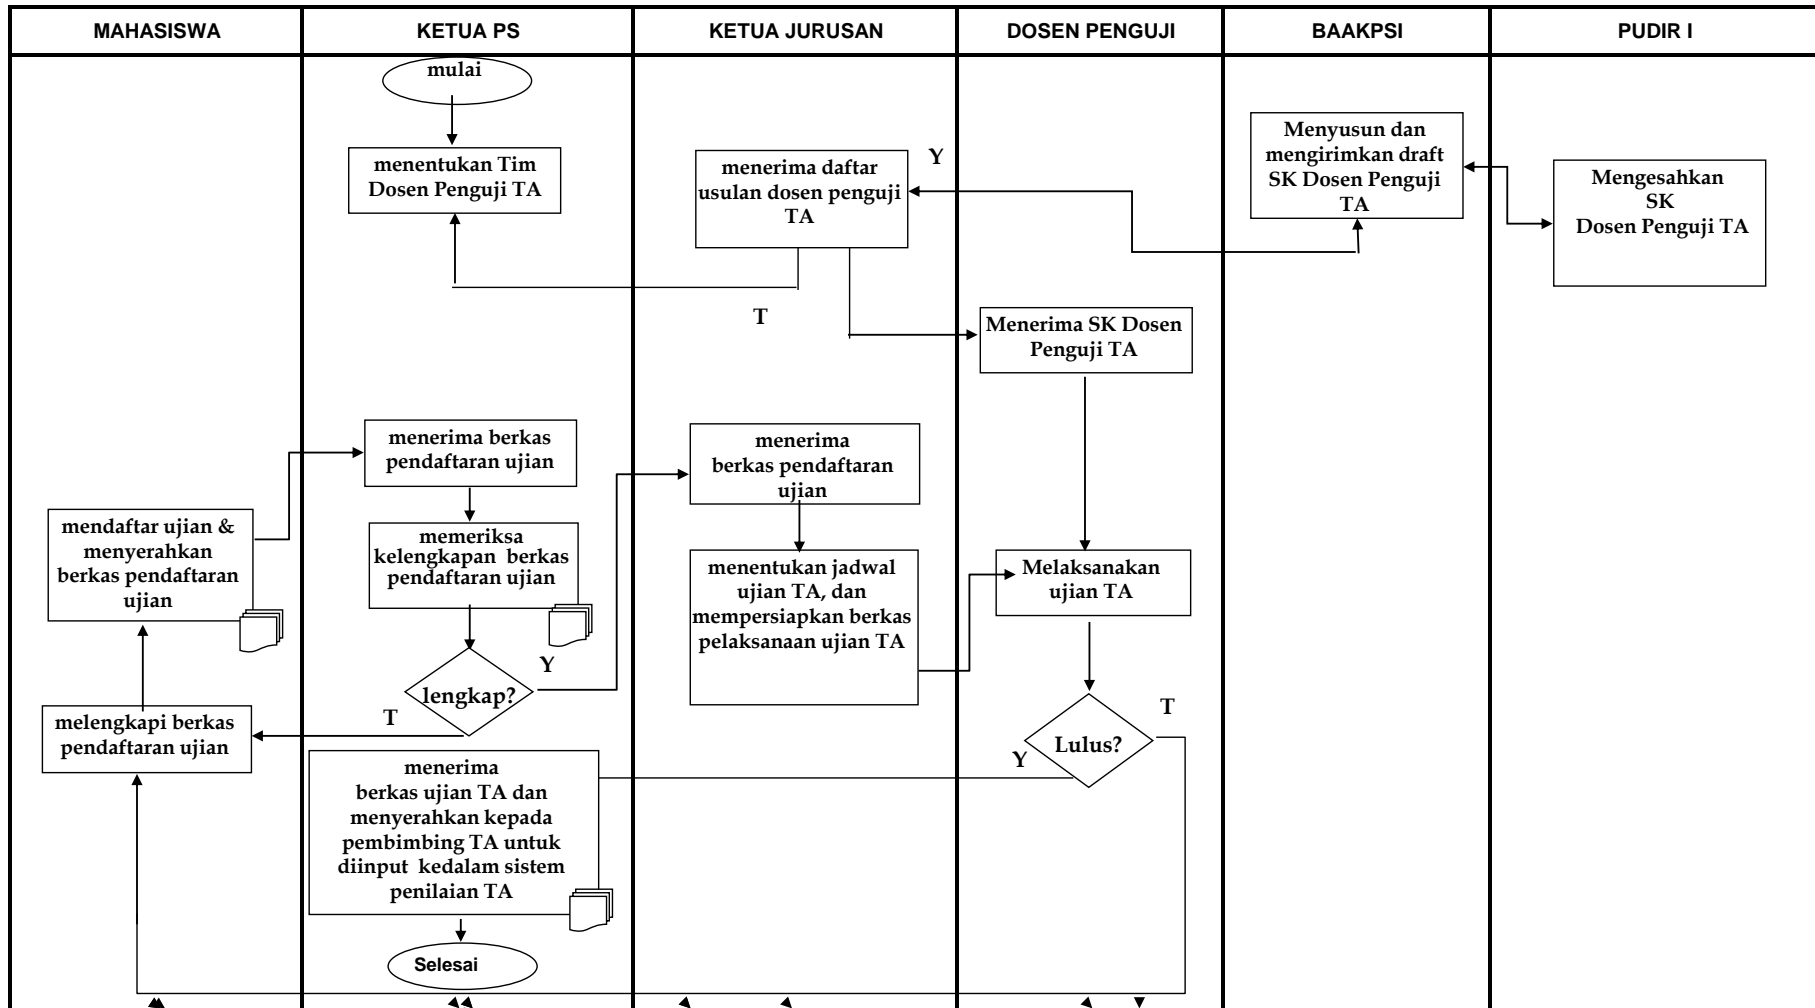 MAHASISWA
KETUA PS
KETUA JURUSAN
DOSEN PENGUJI
BAAKPSI
PUDIR I
mulai
menentukan Tim
Dosen Penguji TA
menerima daftar
usulan dosen penguji
TA
Y
Menyusun dan
mengirimkan draft
SK Dosen Penguji
TA
Mengesahkan
SK
Dosen Penguji TA
T
Menerima SK Dosen
Penguji TA
menerima berkas
pendaftaran ujian
menerima
berkas pendaftaran
ujian
mendaftar ujian &
menyerahkan
berkas pendaftaran
ujian
memeriksa
kelengkapan berkas
pendaftaran ujian
menentukan jadwal
ujian TA, dan
mempersiapkan berkas
pelaksanaan ujian TA
Melaksanakan
ujian TA
Y
lengkap?
T
melengkapi berkas
pendaftaran ujian
T
Lulus?
Y
menerima
berkas ujian TA dan
menyerahkan kepada
pembimbing TA untuk
diinput kedalam sistem
penilaian TA
Selesai